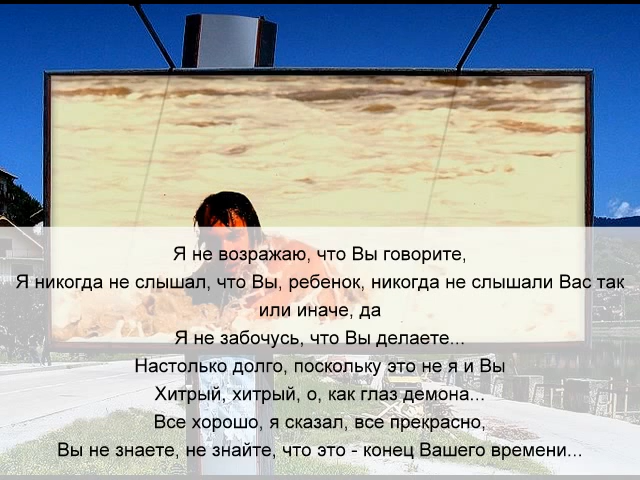 Я не возражаю, что Вы говорите,
Я никогда не слышал, что Вы, ребенок, никогда не слышали Вас так
или иначе, да
Я не забочусь, что Вы делаете...
Настолько долго, поскольку это не я и Вы
Хитрый, хитрый, о, как глаз демона...
Все хорошо, я сказал, все прекрасно,
Вы не знаете, не знайте, что это - конец Вашего времени...